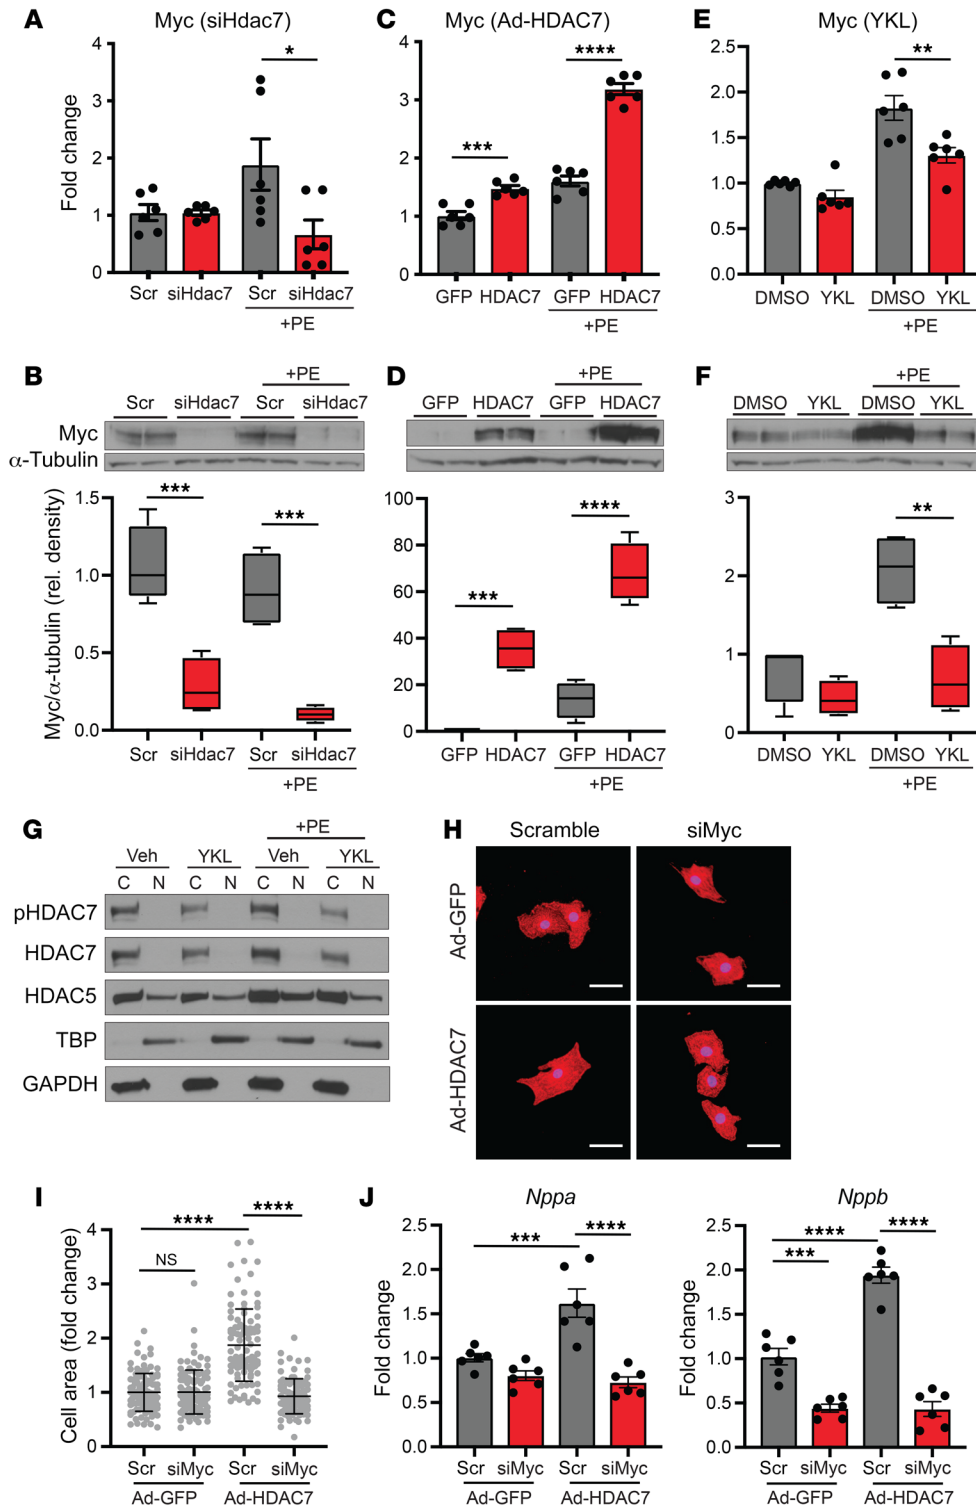 A
Myc (siHdac7)
Fold change
4
3
2
1
0
*
Scr siHdac7 Scr siHdac7
+PE
C
Myc (Ad-HDAC7)
4
3
2
1
0
***
****
GFP HDAC7 GFP HDAC7
+PE
E
Myc (YKL)
2.5
2.0
1.5
1.0
0.5
0.0
**
DMSO YKL DMSO YKL
+PE
B
+PE
Scr siHdac7 Scr siHdac7
Myc
α-Tubulin
Myc/α-tubulin (rel. density)
1.5
1.0
0.5
0.0
***
***
Scr siHdac7 Scr siHdac7
+PE
D
+PE
GFP HDAC7 GFP HDAC7
100
80
60
40
20
0
***
****
GFP HDAC7 GFP HDAC7
+PE
F
+PE
DMSO YKL DMSO YKL
3
2
1
0
**
DMSO YKL DMSO YKL
+PE
G
+PE
Veh YKL Veh YKL
C N C N C N C N
pHDAC7
HDAC7
HDAC5
TBP
GAPDH
H
Scramble siMyc
Ad-GFP
Ad-HDAC7
I
Cell area (fold change)
4
3
2
1
0
****
****
NS
Scr siMyc Scr siMyc
Ad-GFP Ad-HDAC7
J
Nppa
Fold change
2.5
2.0
1.5
1.0
0.5
0.0
***
****
Scr siMyc Scr siMyc
Ad-GFP Ad-HDAC7
Nppb
Fold change
2.5
2.0
1.5
1.0
0.5
0.0
****
****
***
Scr siMyc Scr siMyc
Ad-GFP Ad-HDAC7